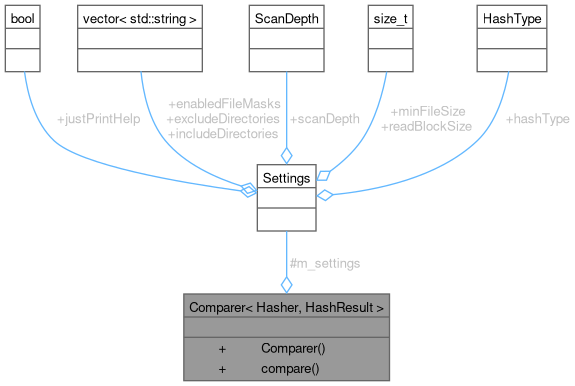 bool
vector< std::string >
ScanDepth
size_t
HashType
+justPrintHelp
+enabledFileMasks
+excludeDirectories
+includeDirectories
+scanDepth
+minFileSize
+readBlockSize
+hashType
Settings
#m_settings
Comparer< Hasher, HashResult >
+ Comparer()
+ compare()